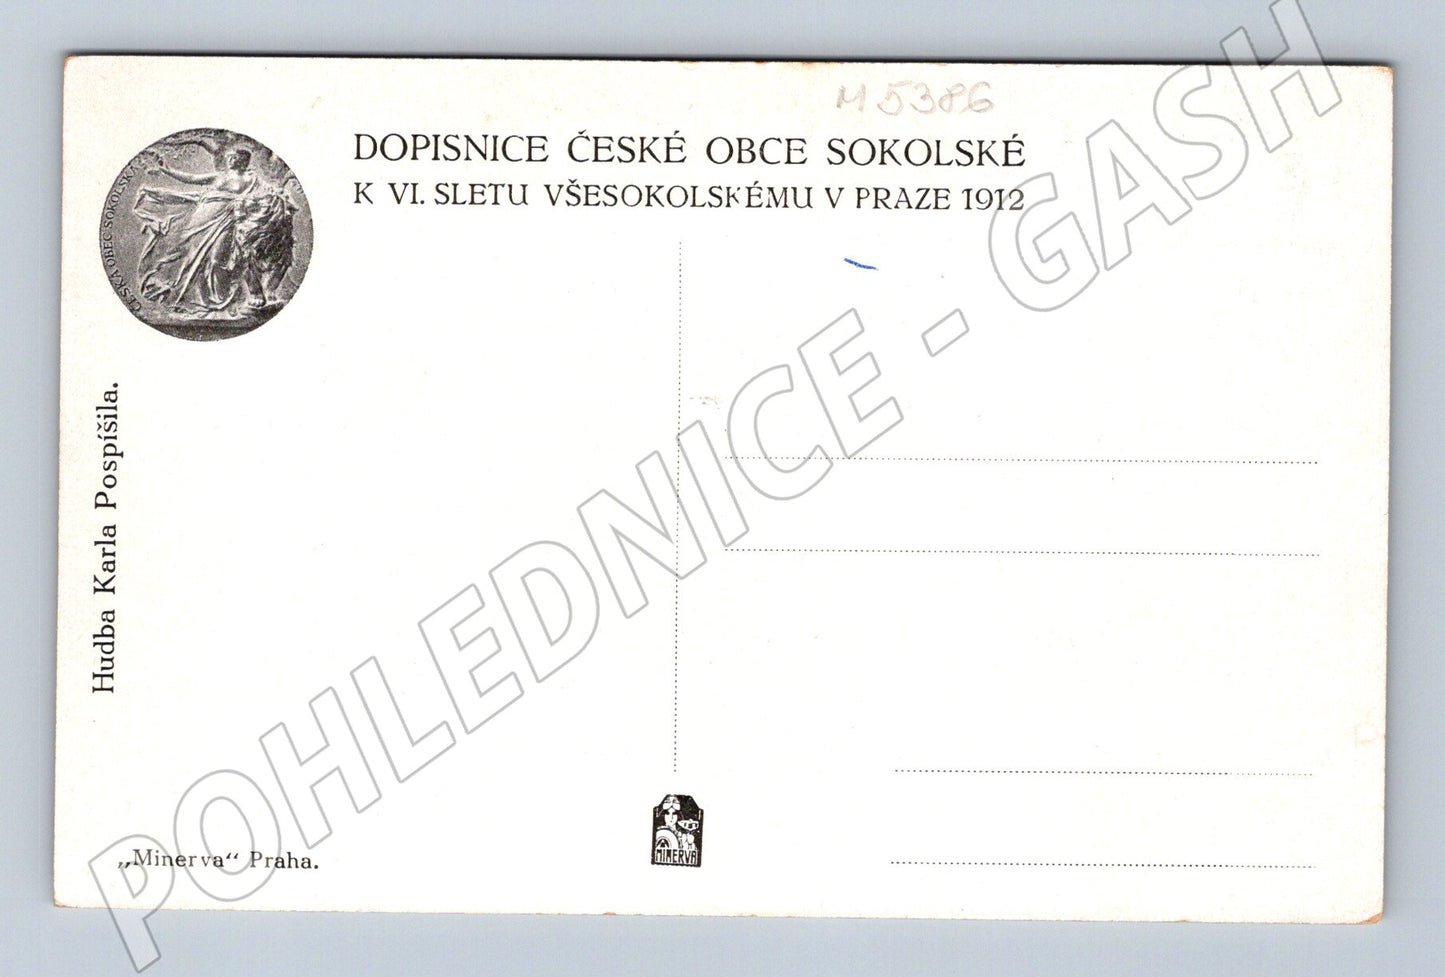 M 5386
DOPISNICE ČESKÉ OBCE SOKOLSKÉ
K VI. SLETU VŠESOKOLSKÉMU V PRAZE 1912
ČESKÁ OBEC SOKOLSKÁ
Hudba Karla Pospíšila.
POHLEDNICE - GASH
MINERVA
„Minerva“ Praha.